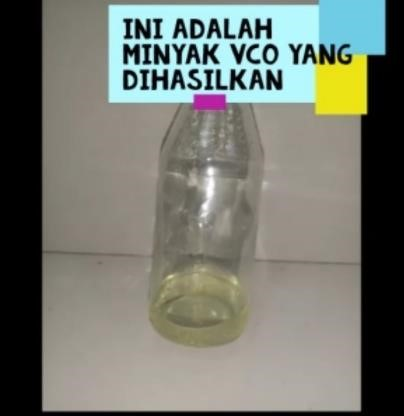 INI ADALAH
MINYAK VCO YANG
DIHASILKAN